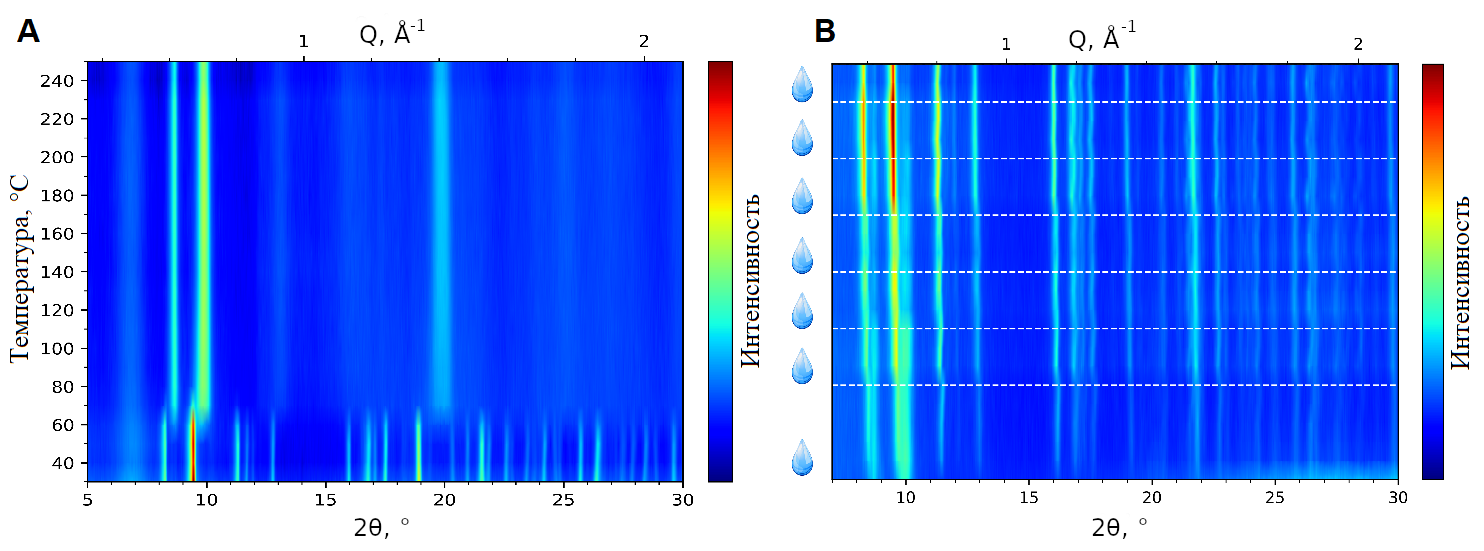 A
Q, Å⁻¹
1 2
240
220
200
180
160
140
120
100
80
60
40
Температура, °C
5 10 15 20 25 30
2θ, °
Интенсивность
B
Q, Å⁻¹
1 2
10 15 20 25 30
2θ, °
Интенсивность